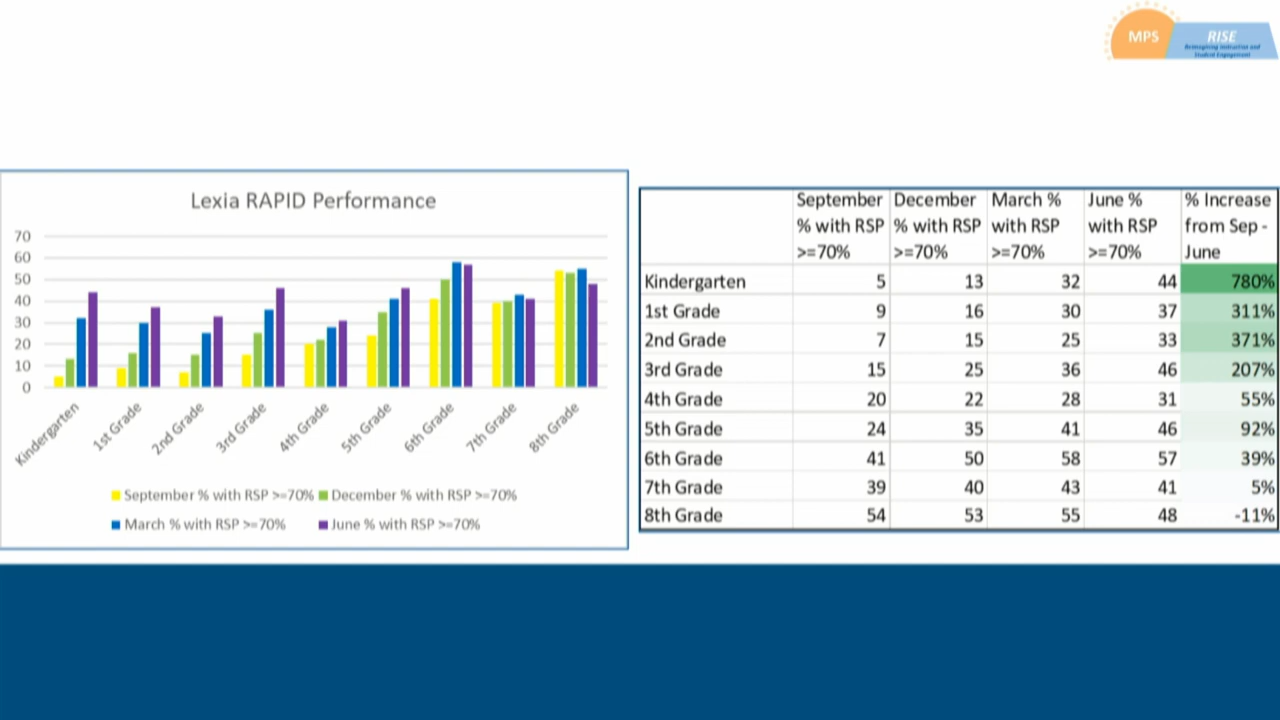 MPS
RISE
Reimagining Instruction and
Student Engagement
Lexia RAPID Performance
70
60
50
40
30
20
10
0
Kindergarten
1st Grade
2nd Grade
3rd Grade
4th Grade
5th Grade
6th Grade
7th Grade
8th Grade
September % with RSP >=70% December % with RSP >=70%
March % with RSP >=70% June % with RSP >=70%
September December March % June % % Increase
% with RSP % with RSP with RSP with RSP from Sep -
>=70% >=70% >=70% >=70% June
Kindergarten 5 13 32 44 780%
1st Grade 9 16 30 37 311%
2nd Grade 7 15 25 33 371%
3rd Grade 15 25 36 46 207%
4th Grade 20 22 28 31 55%
5th Grade 24 35 41 46 92%
6th Grade 41 50 58 57 39%
7th Grade 39 40 43 41 5%
8th Grade 54 53 55 48 -11%